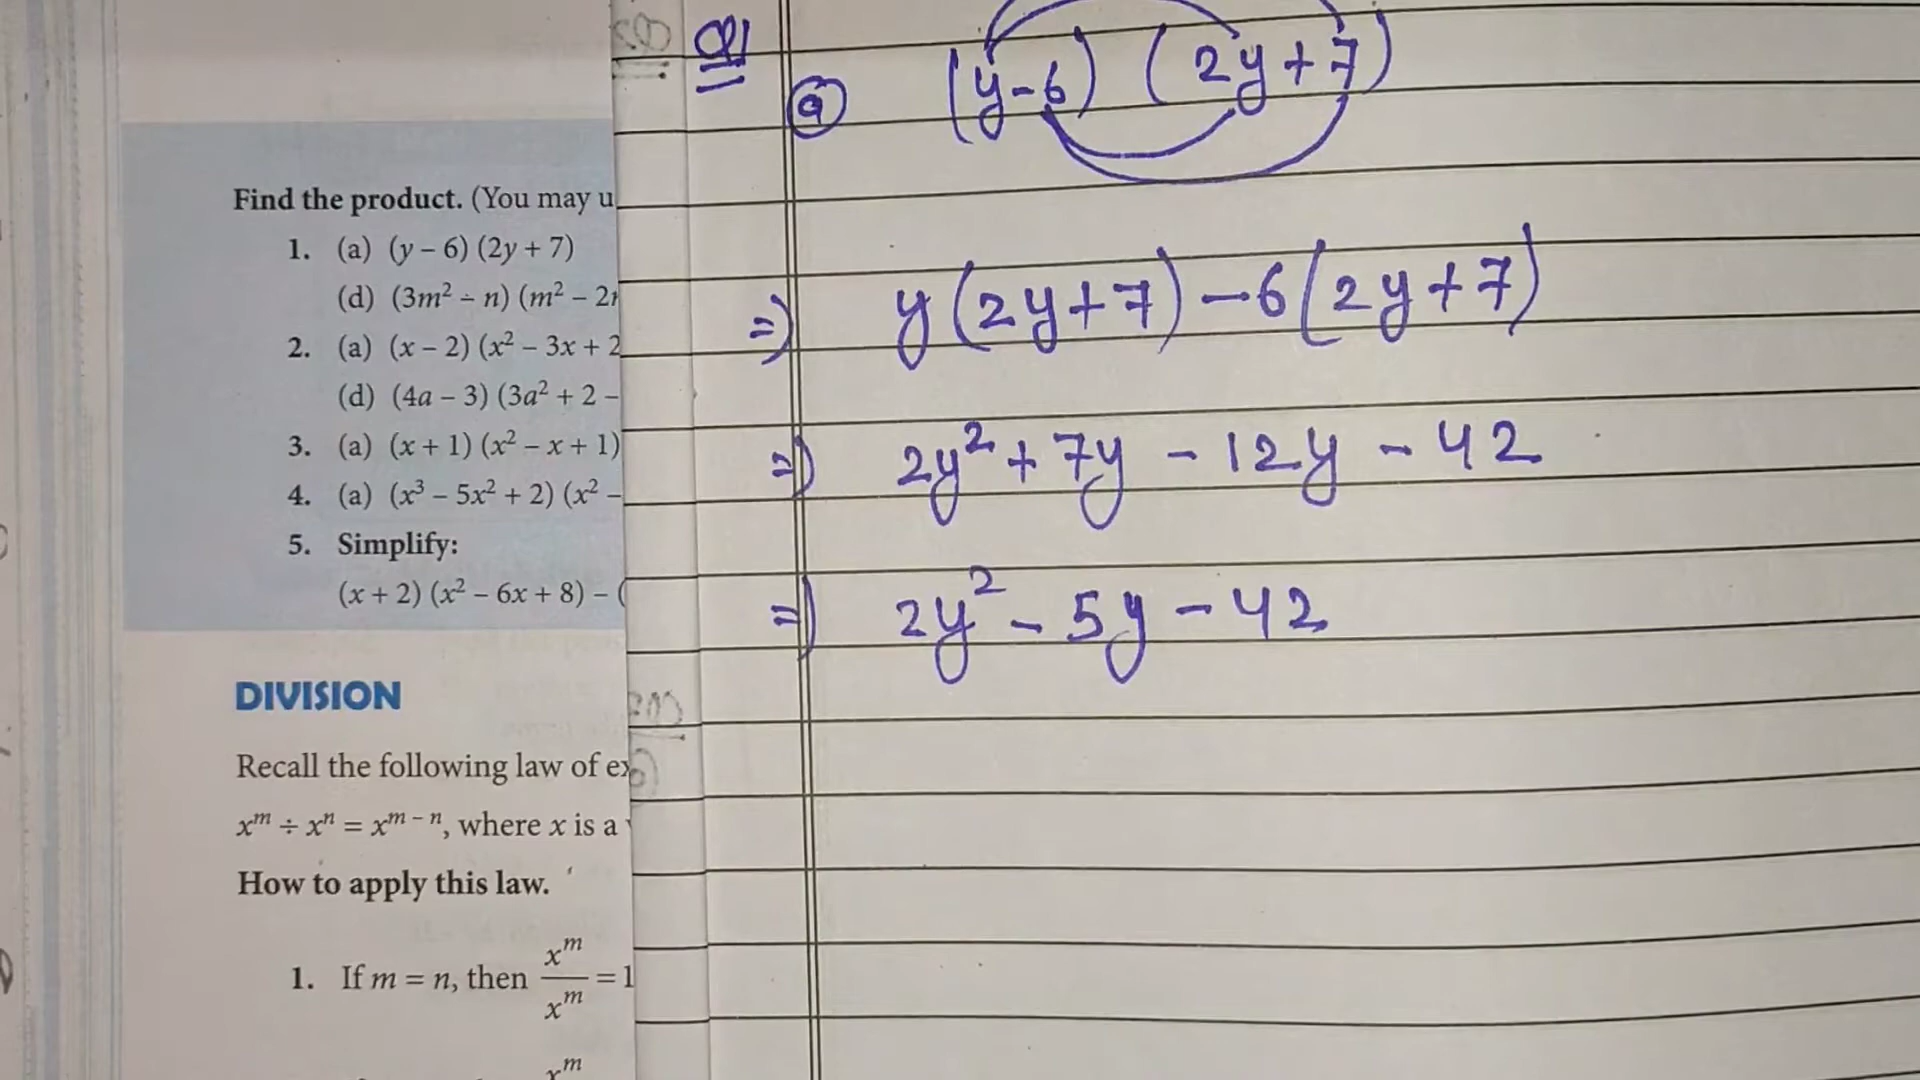 Find the product. (You may u
1. (a) (y – 6) (2y + 7)
(d) (3m² – n) (m² – 2
2. (a) (x – 2) (x² – 3x + 2
(d) (4a – 3) (3a² + 2 –
3. (a) (x + 1) (x² – x + 1)
4. (a) (x³ – 5x² + 2) (x² –
5. Simplify:
(x + 2) (x² – 6x + 8) – (
DIVISION
Recall the following law of ex
xᵐ ÷ xⁿ = xᵐ ⁻ ⁿ, where x is a
How to apply this law.
1. If m = n, then xᵐ/xᵐ = 1
xᵐ
Q1
(a) (y-6) (2y+7)
=) y(2y+7)-6(2y+7)
=) 2y²+7y-12y-42
=) 2y²-5y-42